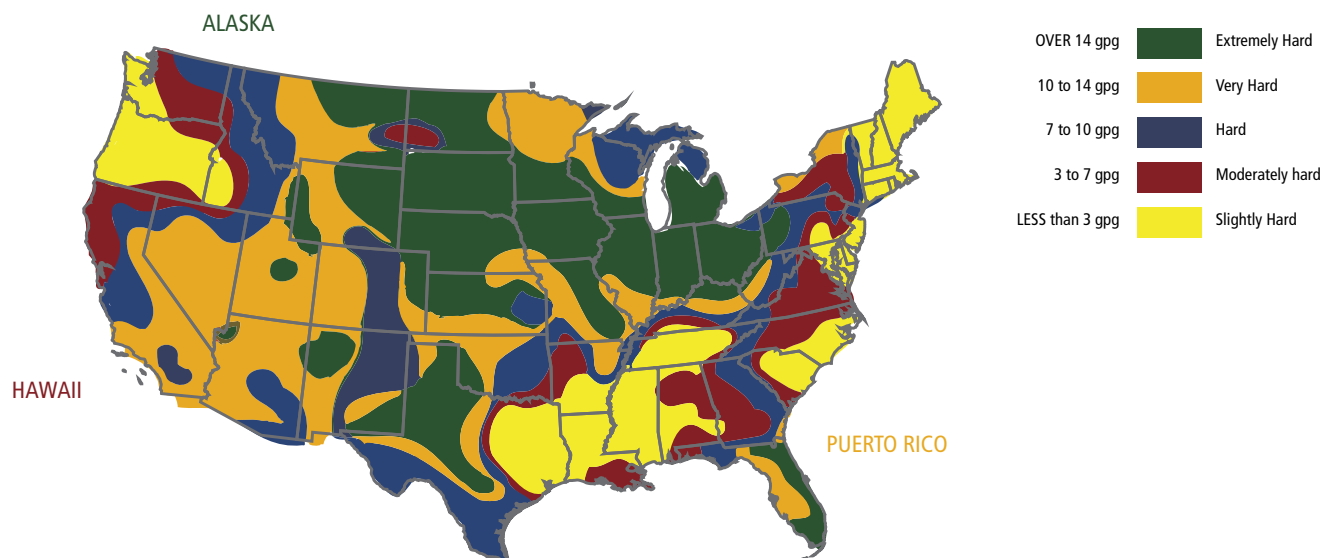 ALASKA
OVER 14 gpg Extremely Hard
10 to 14 gpg Very Hard
7 to 10 gpg Hard
3 to 7 gpg Moderately hard
LESS than 3 gpg Slightly Hard
HAWAII
PUERTO RICO